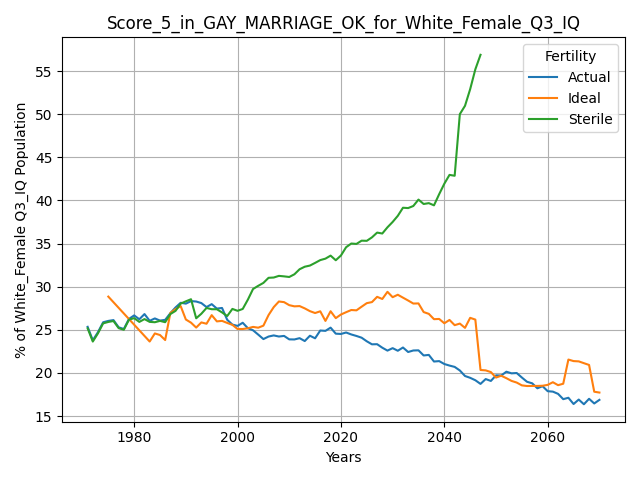 Score_5_in_GAY_MARRIAGE_OK_for_White_Female_Q3_IQ
Fertility
Actual
Ideal
Sterile
% of White_Female Q3_IQ Population
55
50
45
40
35
30
25
20
15
1980 2000 2020 2040 2060
Years